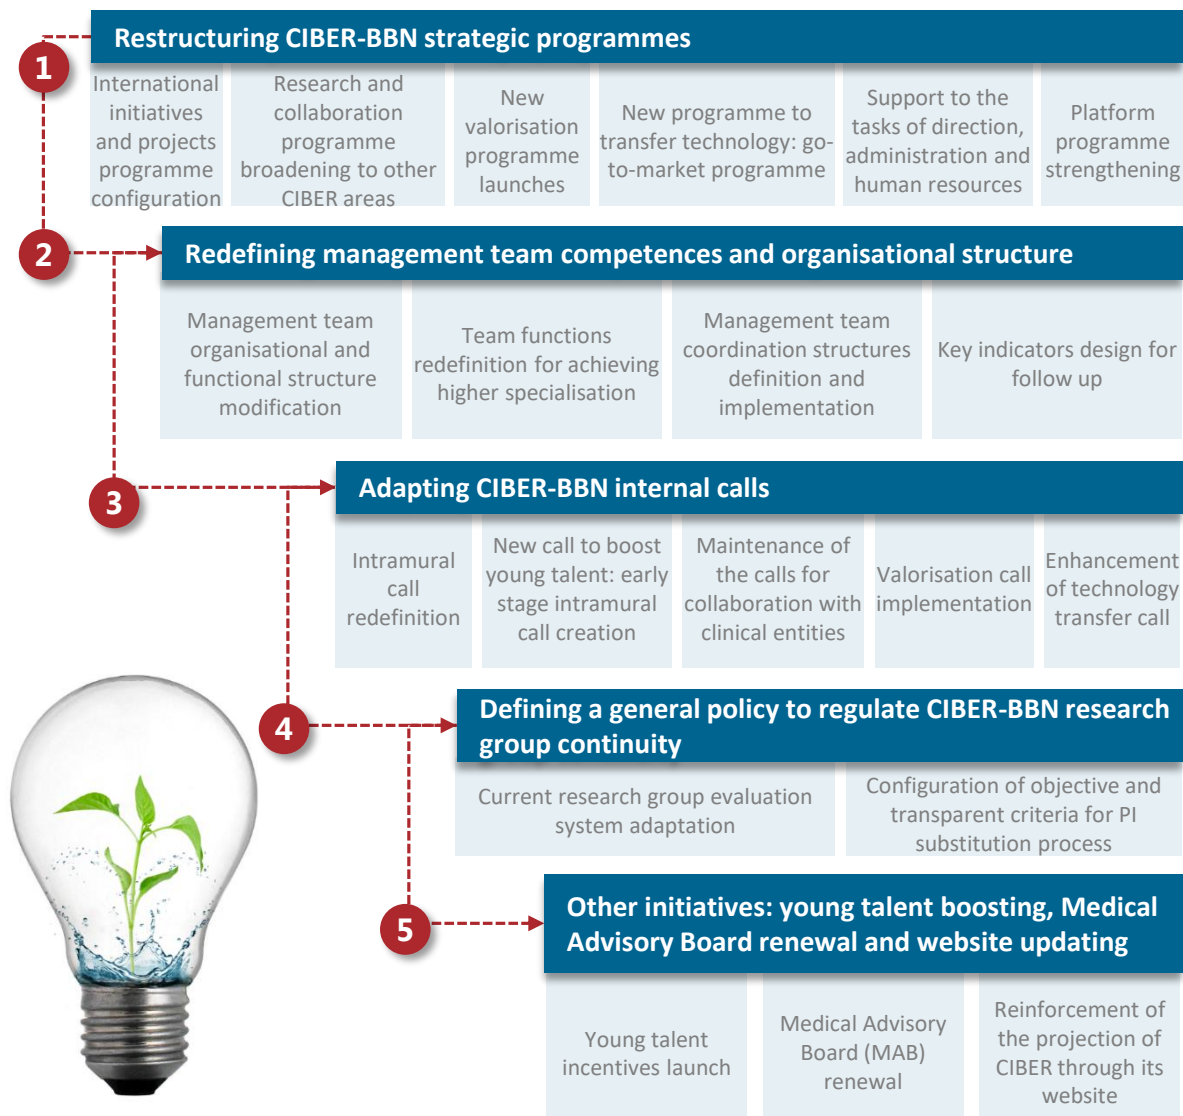 1
Restructuring CIBER-BBN strategic programmes
International
initiatives
and projects
programme
configuration
Research and
collaboration
programme
broadening to other
CIBER areas
New
valorisation
programme
launches
New programme to
transfer technology: go-
to-market programme
Support to the
tasks of direction,
administration and
human resources
Platform
programme
strengthening
2
Redefining management team competences and organisational structure
Management team
organisational and
functional structure
modification
Team functions
redefinition for achieving
higher specialisation
Management team
coordination structures
definition and
implementation
Key indicators design for
follow up
3
Adapting CIBER-BBN internal calls
Intramural
call
redefinition
New call to boost
young talent: early
stage intramural
call creation
Maintenance of
the calls for
collaboration with
clinical entities
Valorisation call
implementation
Enhancement
of technology
transfer call
4
Defining a general policy to regulate CIBER-BBN research
group continuity
Current research group evaluation
system adaptation
Configuration of objective and
transparent criteria for PI
substitution process
5
Other initiatives: young talent boosting, Medical
Advisory Board renewal and website updating
Young talent
incentives launch
Medical Advisory
Board (MAB)
renewal
Reinforcement of
the projection of
CIBER through its
website